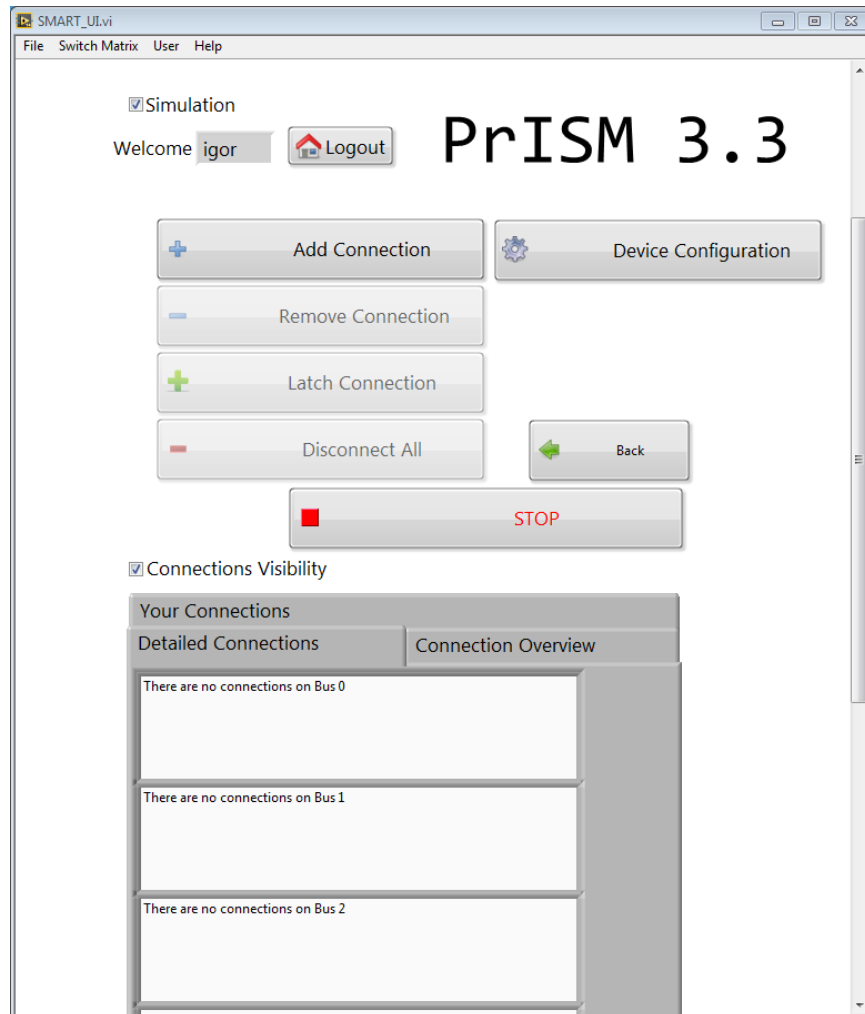 SMART_UI.vi
File Switch Matrix User Help
Simulation
Welcome igor Logout
PrISM 3.3
Add Connection Device Configuration
Remove Connection
Latch Connection
Disconnect All Back
STOP
Connections Visibility
Your Connections
Detailed Connections Connection Overview
There are no connections on Bus 0
There are no connections on Bus 1
There are no connections on Bus 2